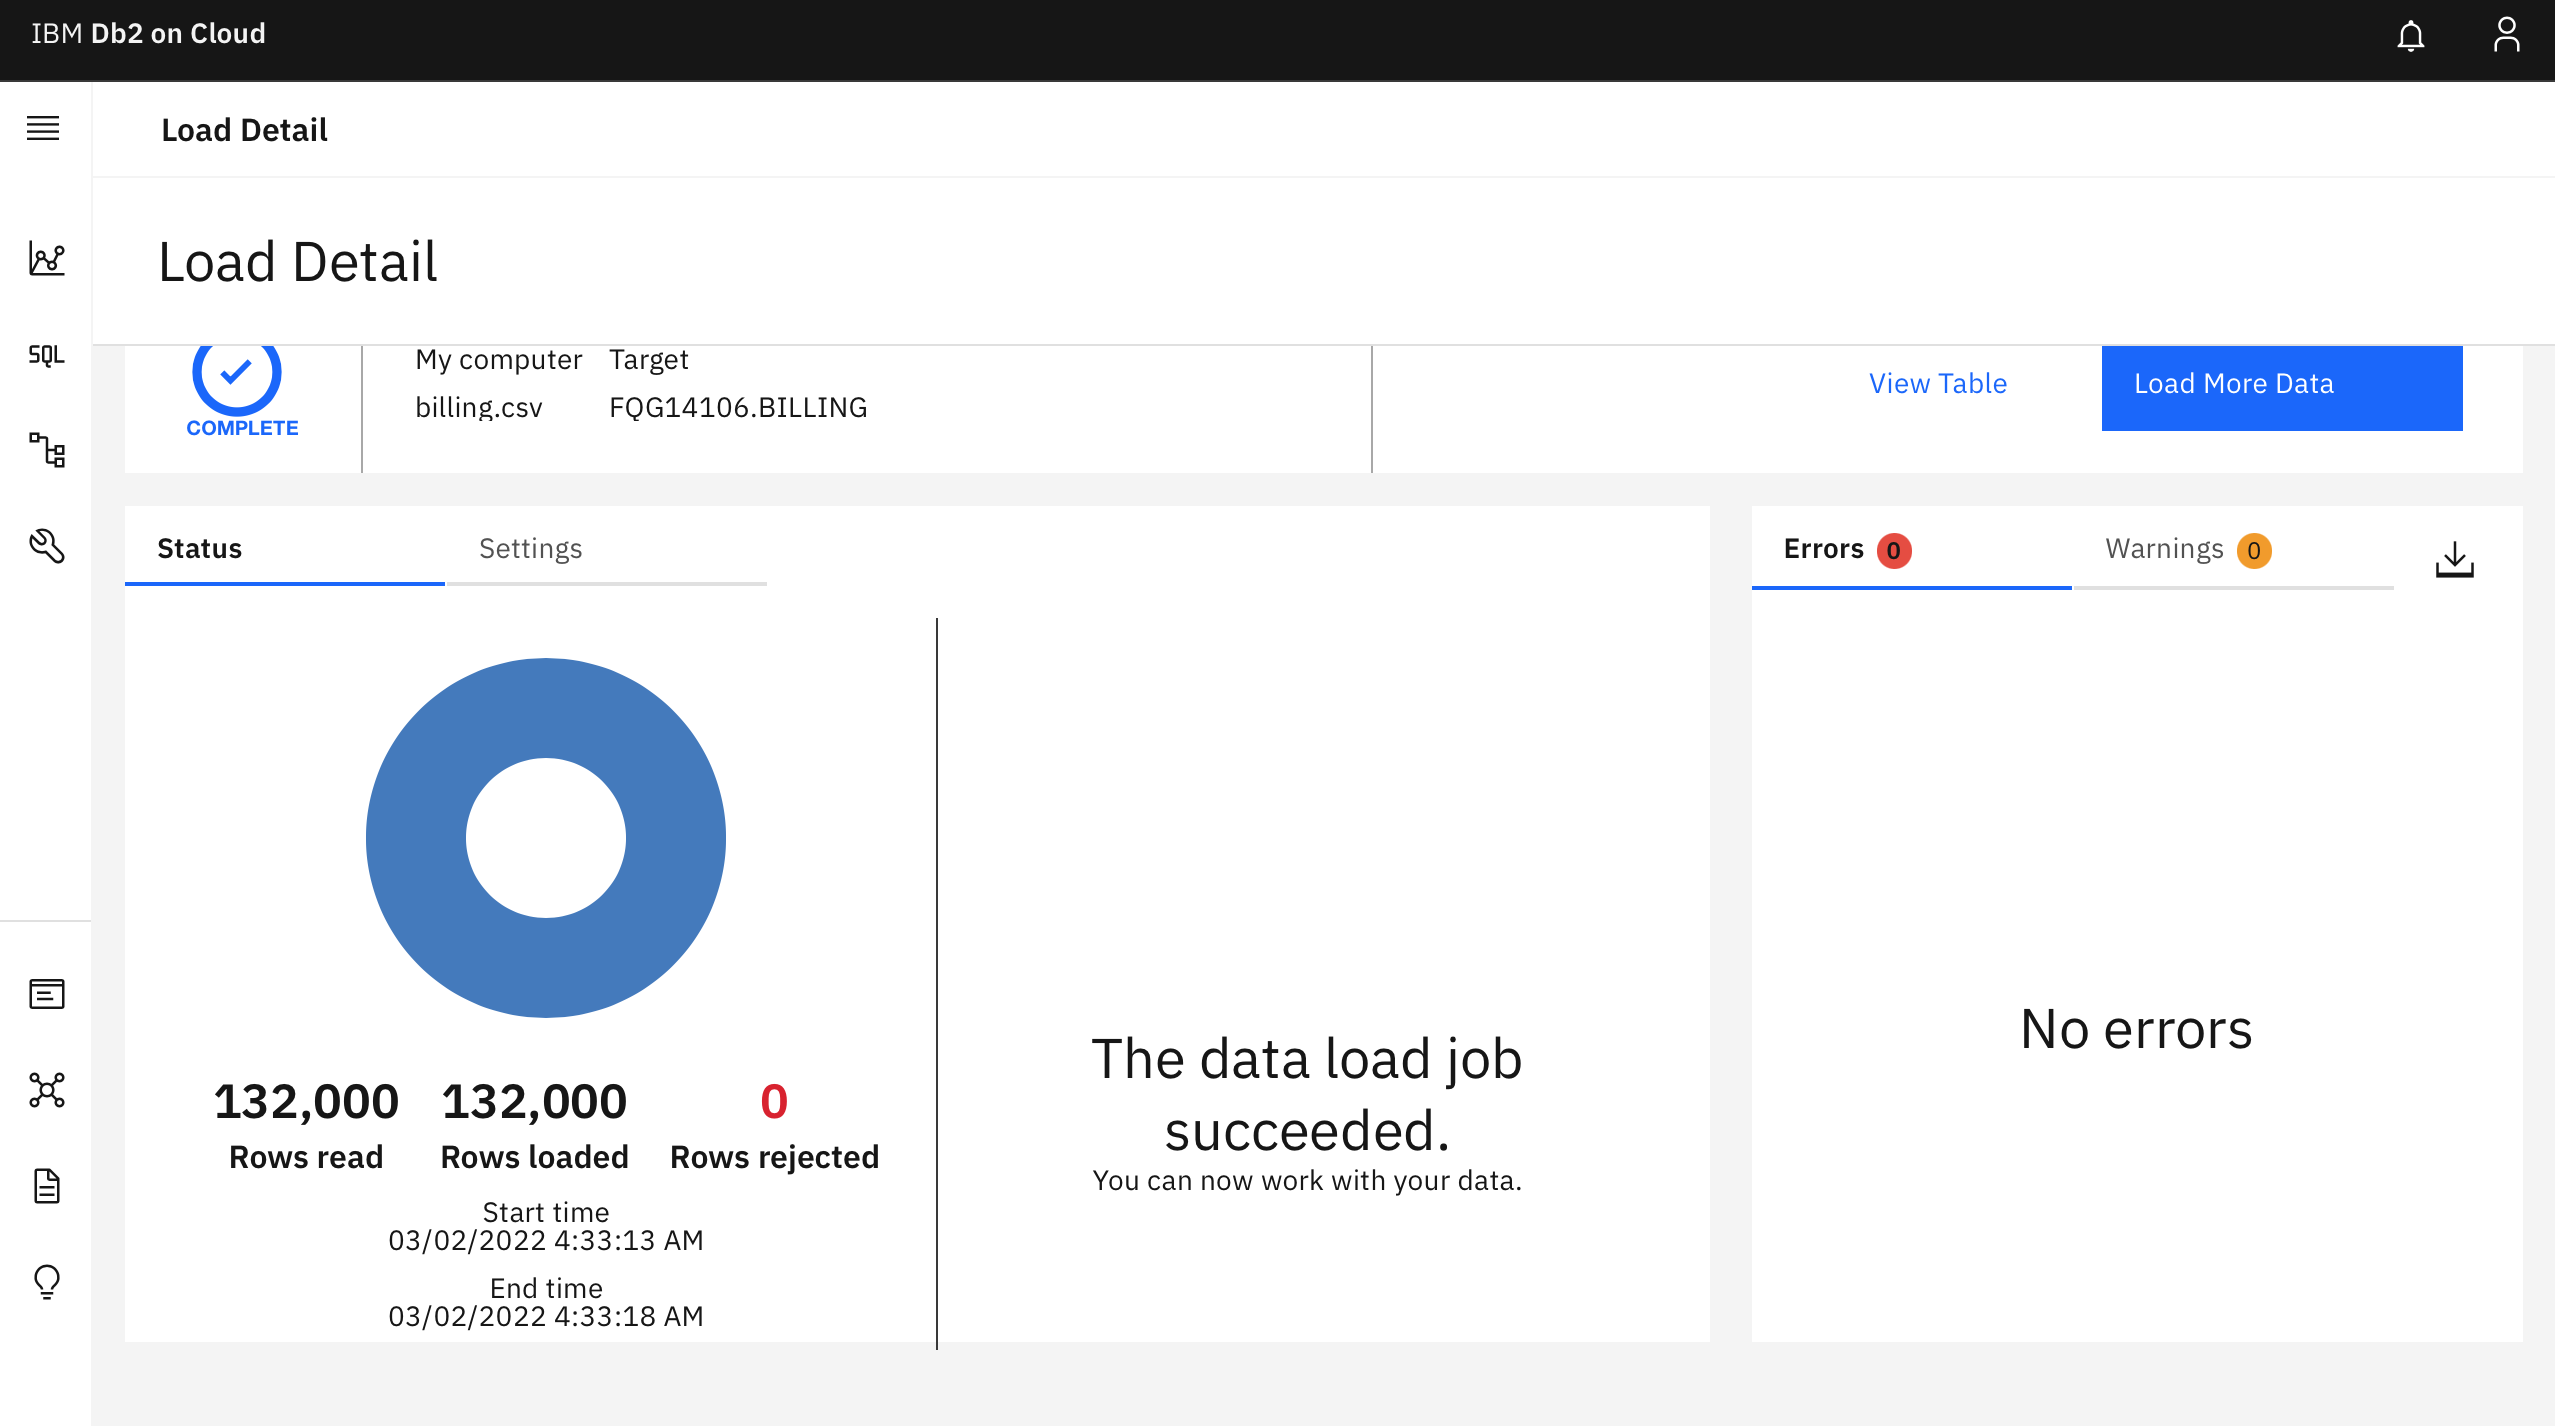 IBM Db2 on Cloud
Load Detail
Load Detail
SQL
COMPLETE
My computer Target
billing.csv FQG14106.BILLING
View Table
Load More Data
Status
Settings
Errors 0
Warnings 0
132,000 132,000 0
Rows read Rows loaded Rows rejected
Start time
03/02/2022 4:33:13 AM
End time
03/02/2022 4:33:18 AM
The data load job
succeeded.
You can now work with your data.
No errors